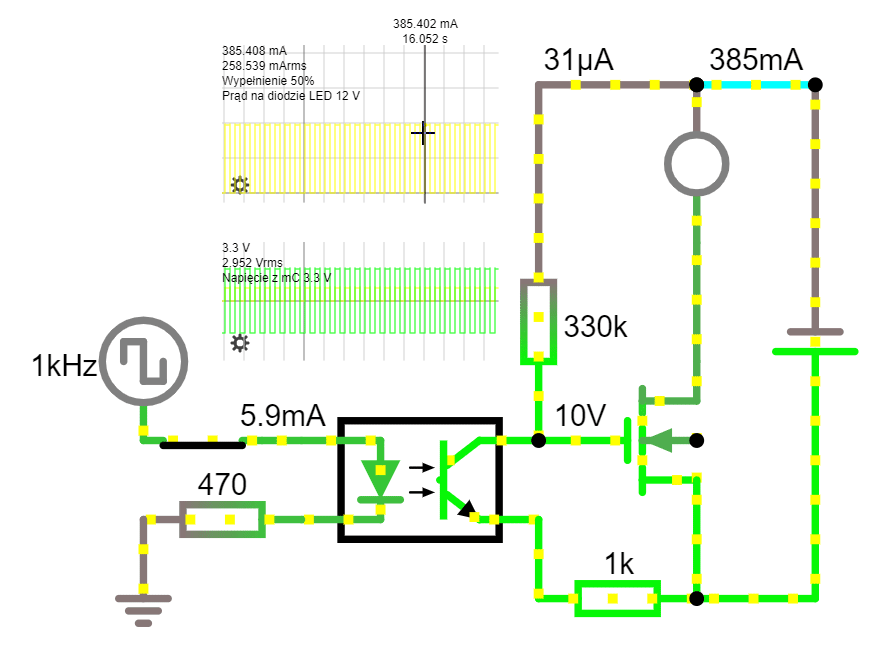 385.402 mA
16.052 s
385.408 mA
258.539 mArms
Wypełnienie 50%
Prąd na diodzie LED 12 V
31µA
385mA
3.3 V
2.952 Vrms
Napięcie z mC 3.3 V
330k
1kHz
5.9mA
10V
470
1k